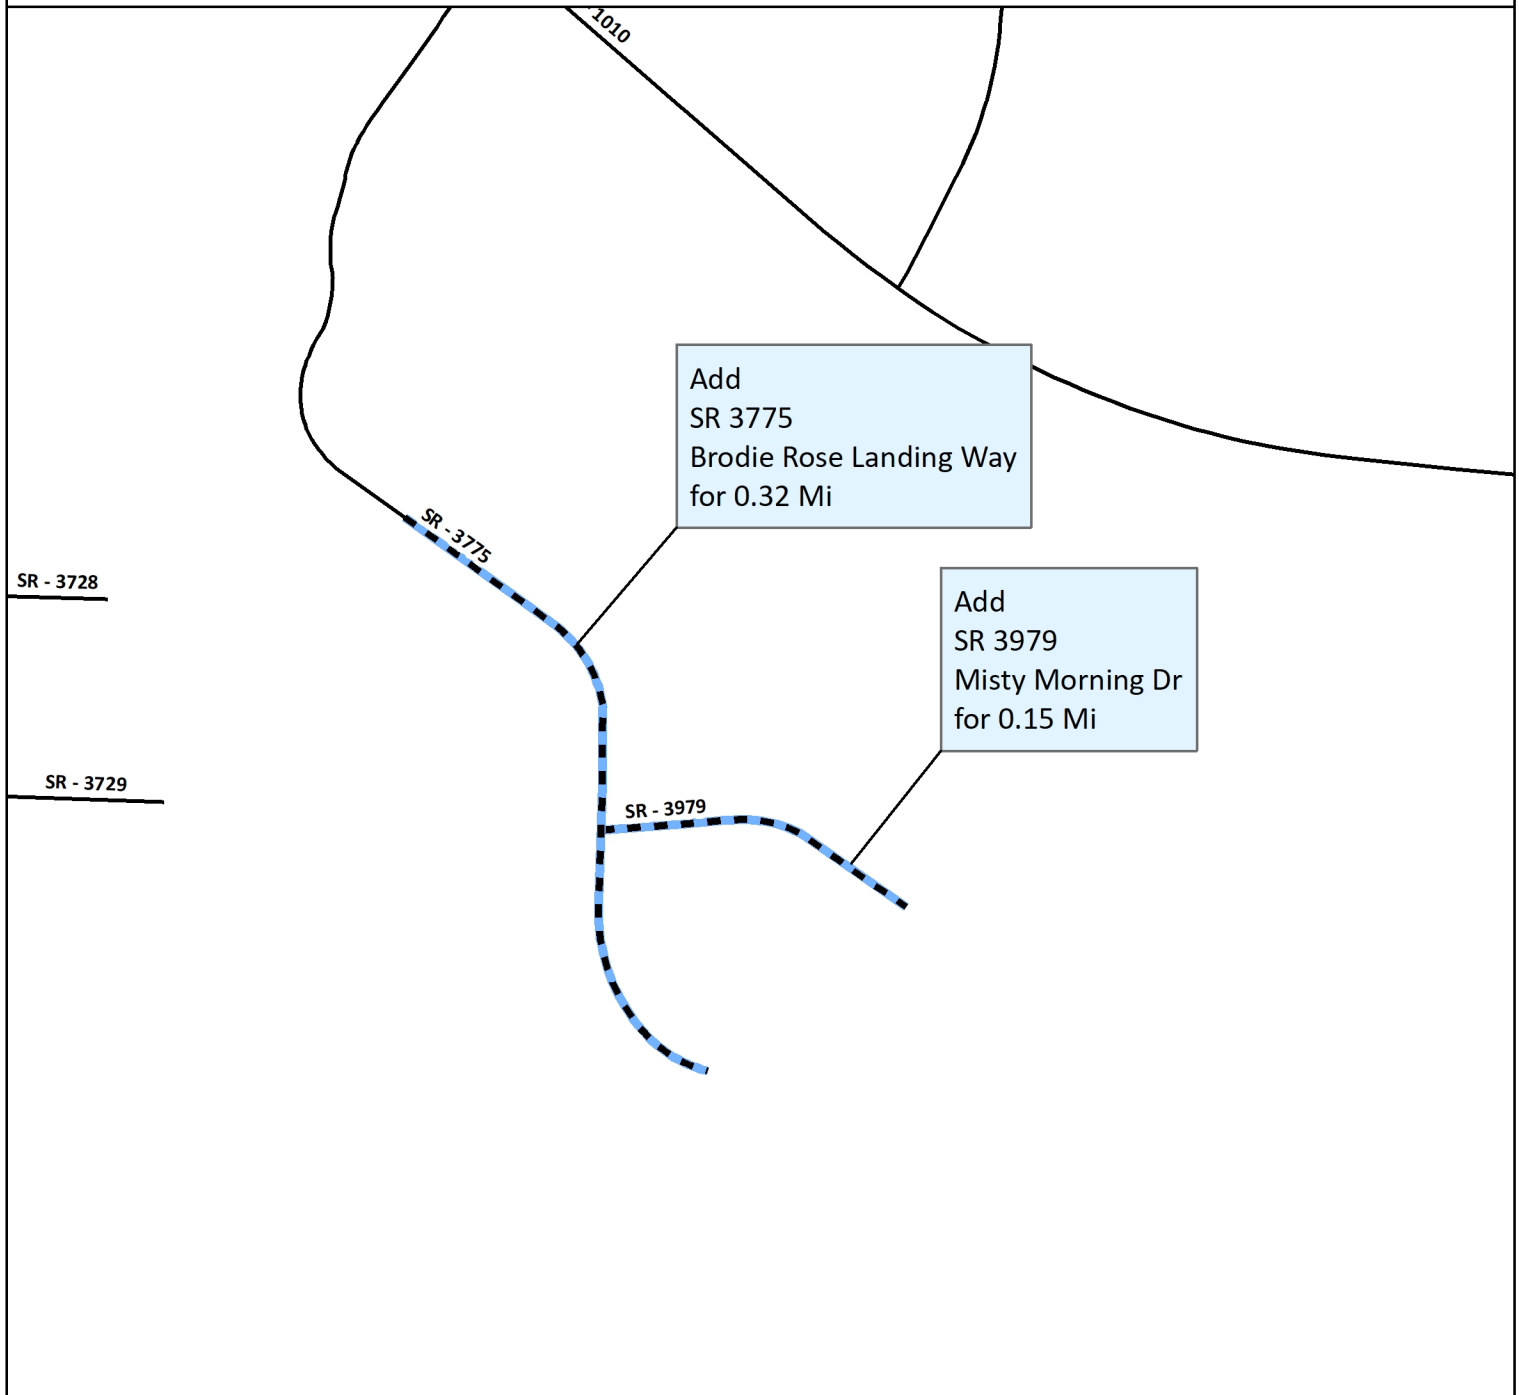 1010
Add
SR 3775
Brodie Rose Landing Way
for 0.32 Mi
SR - 3775
SR - 3728
Add
SR 3979
Misty Morning Dr
for 0.15 Mi
SR - 3729
SR - 3979